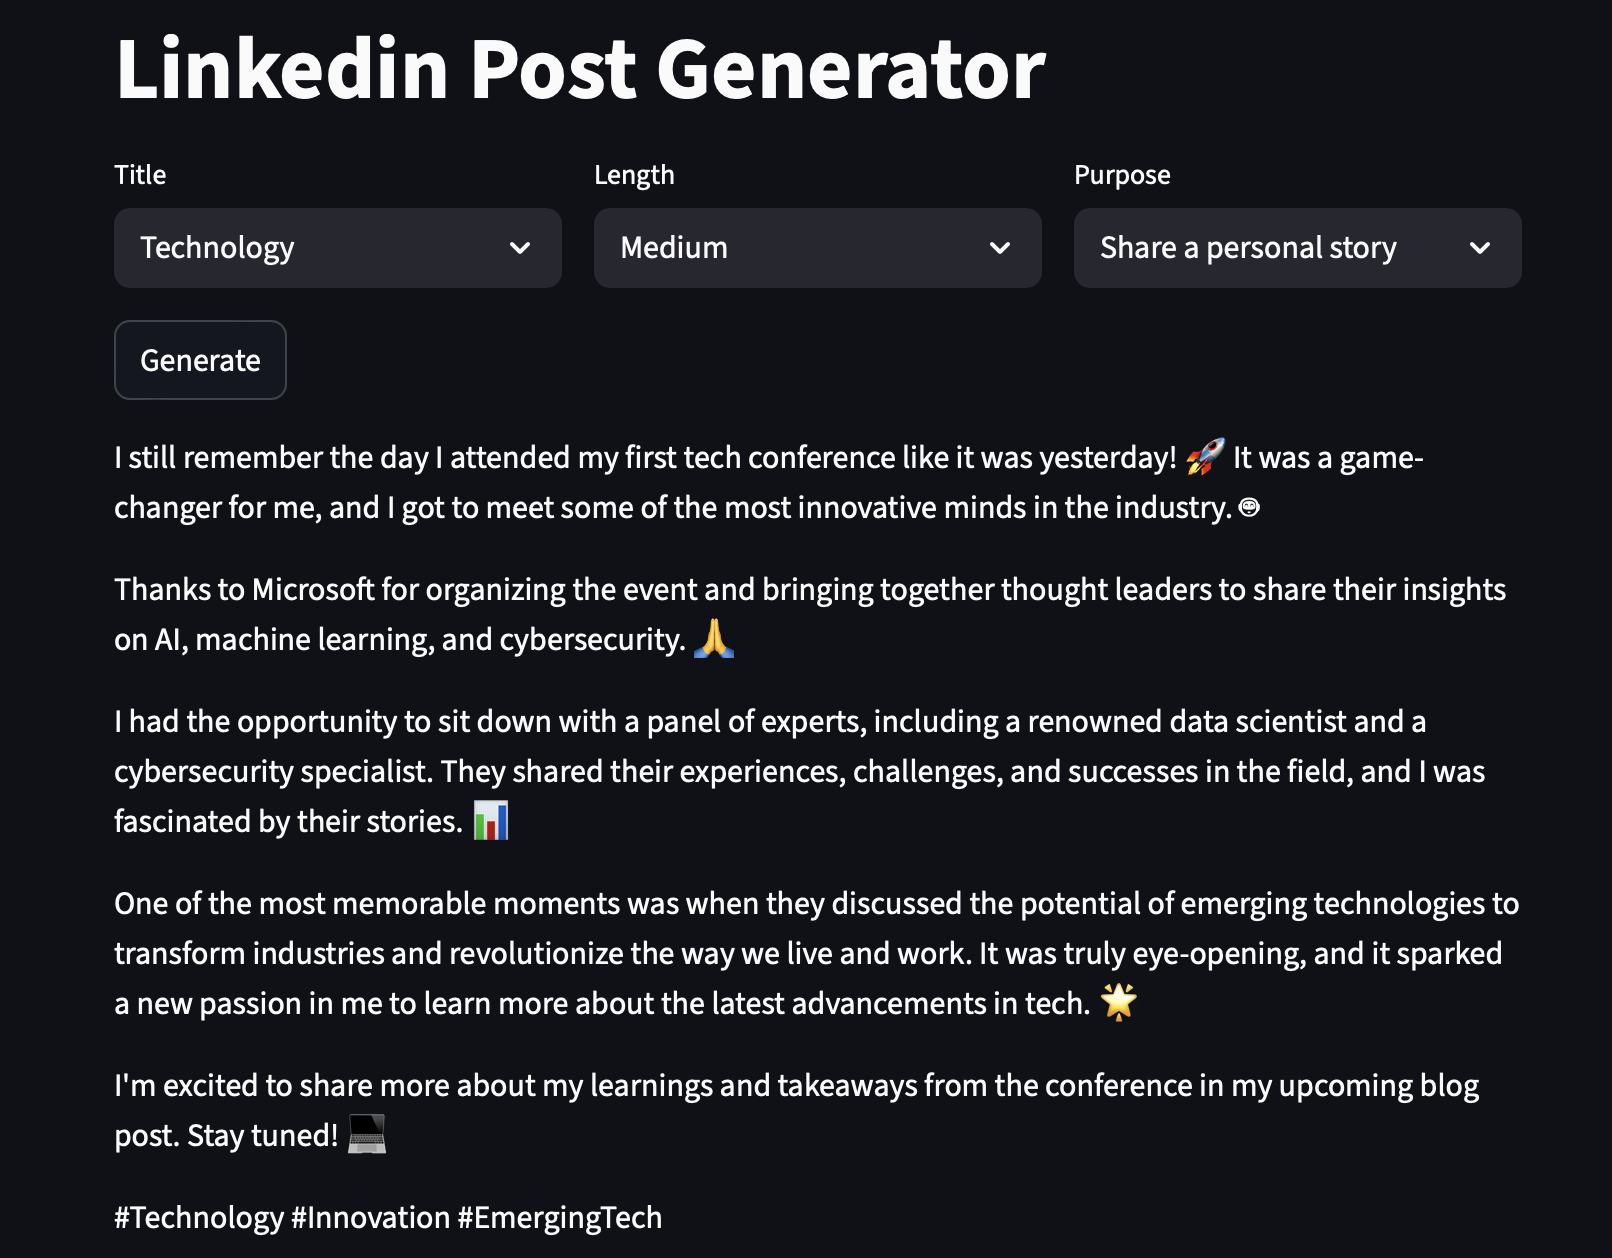 Linkedin Post Generator
Title
Length
Purpose
Technology
Medium
Share a personal story
Generate
I still remember the day I attended my first tech conference like it was yesterday! 🚀 It was a game-
changer for me, and I got to meet some of the most innovative minds in the industry.
Thanks to Microsoft for organizing the event and bringing together thought leaders to share their insights
on AI, machine learning, and cybersecurity. 🙏
I had the opportunity to sit down with a panel of experts, including a renowned data scientist and a
cybersecurity specialist. They shared their experiences, challenges, and successes in the field, and I was
fascinated by their stories. 📊
One of the most memorable moments was when they discussed the potential of emerging technologies to
transform industries and revolutionize the way we live and work. It was truly eye-opening, and it sparked
a new passion in me to learn more about the latest advancements in tech. 🌟
I'm excited to share more about my learnings and takeaways from the conference in my upcoming blog
post. Stay tuned! 💻
#Technology #Innovation #EmergingTech